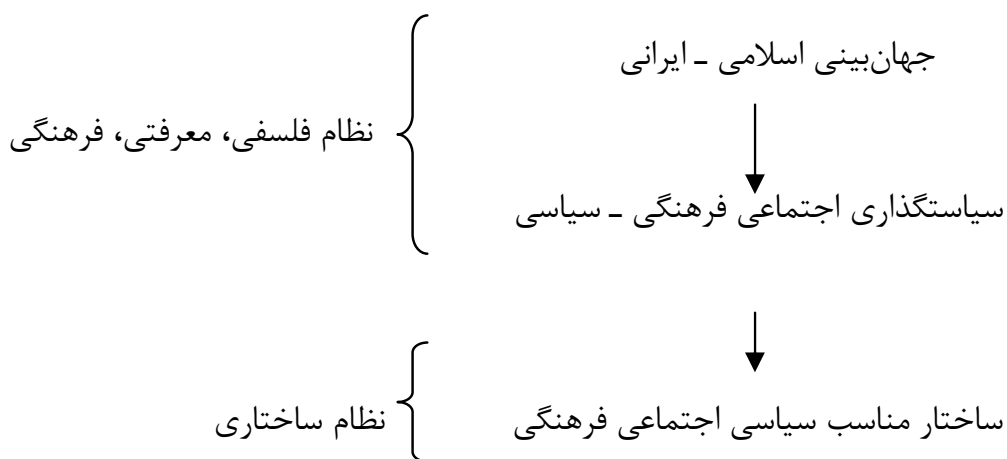 جهان‌بینی اسلامی ـ ایرانی
نظام فلسفی، معرفتی، فرهنگی
سیاستگذاری اجتماعی فرهنگی ـ سیاسی
ساختار مناسب سیاسی اجتماعی فرهنگی
نظام ساختاری